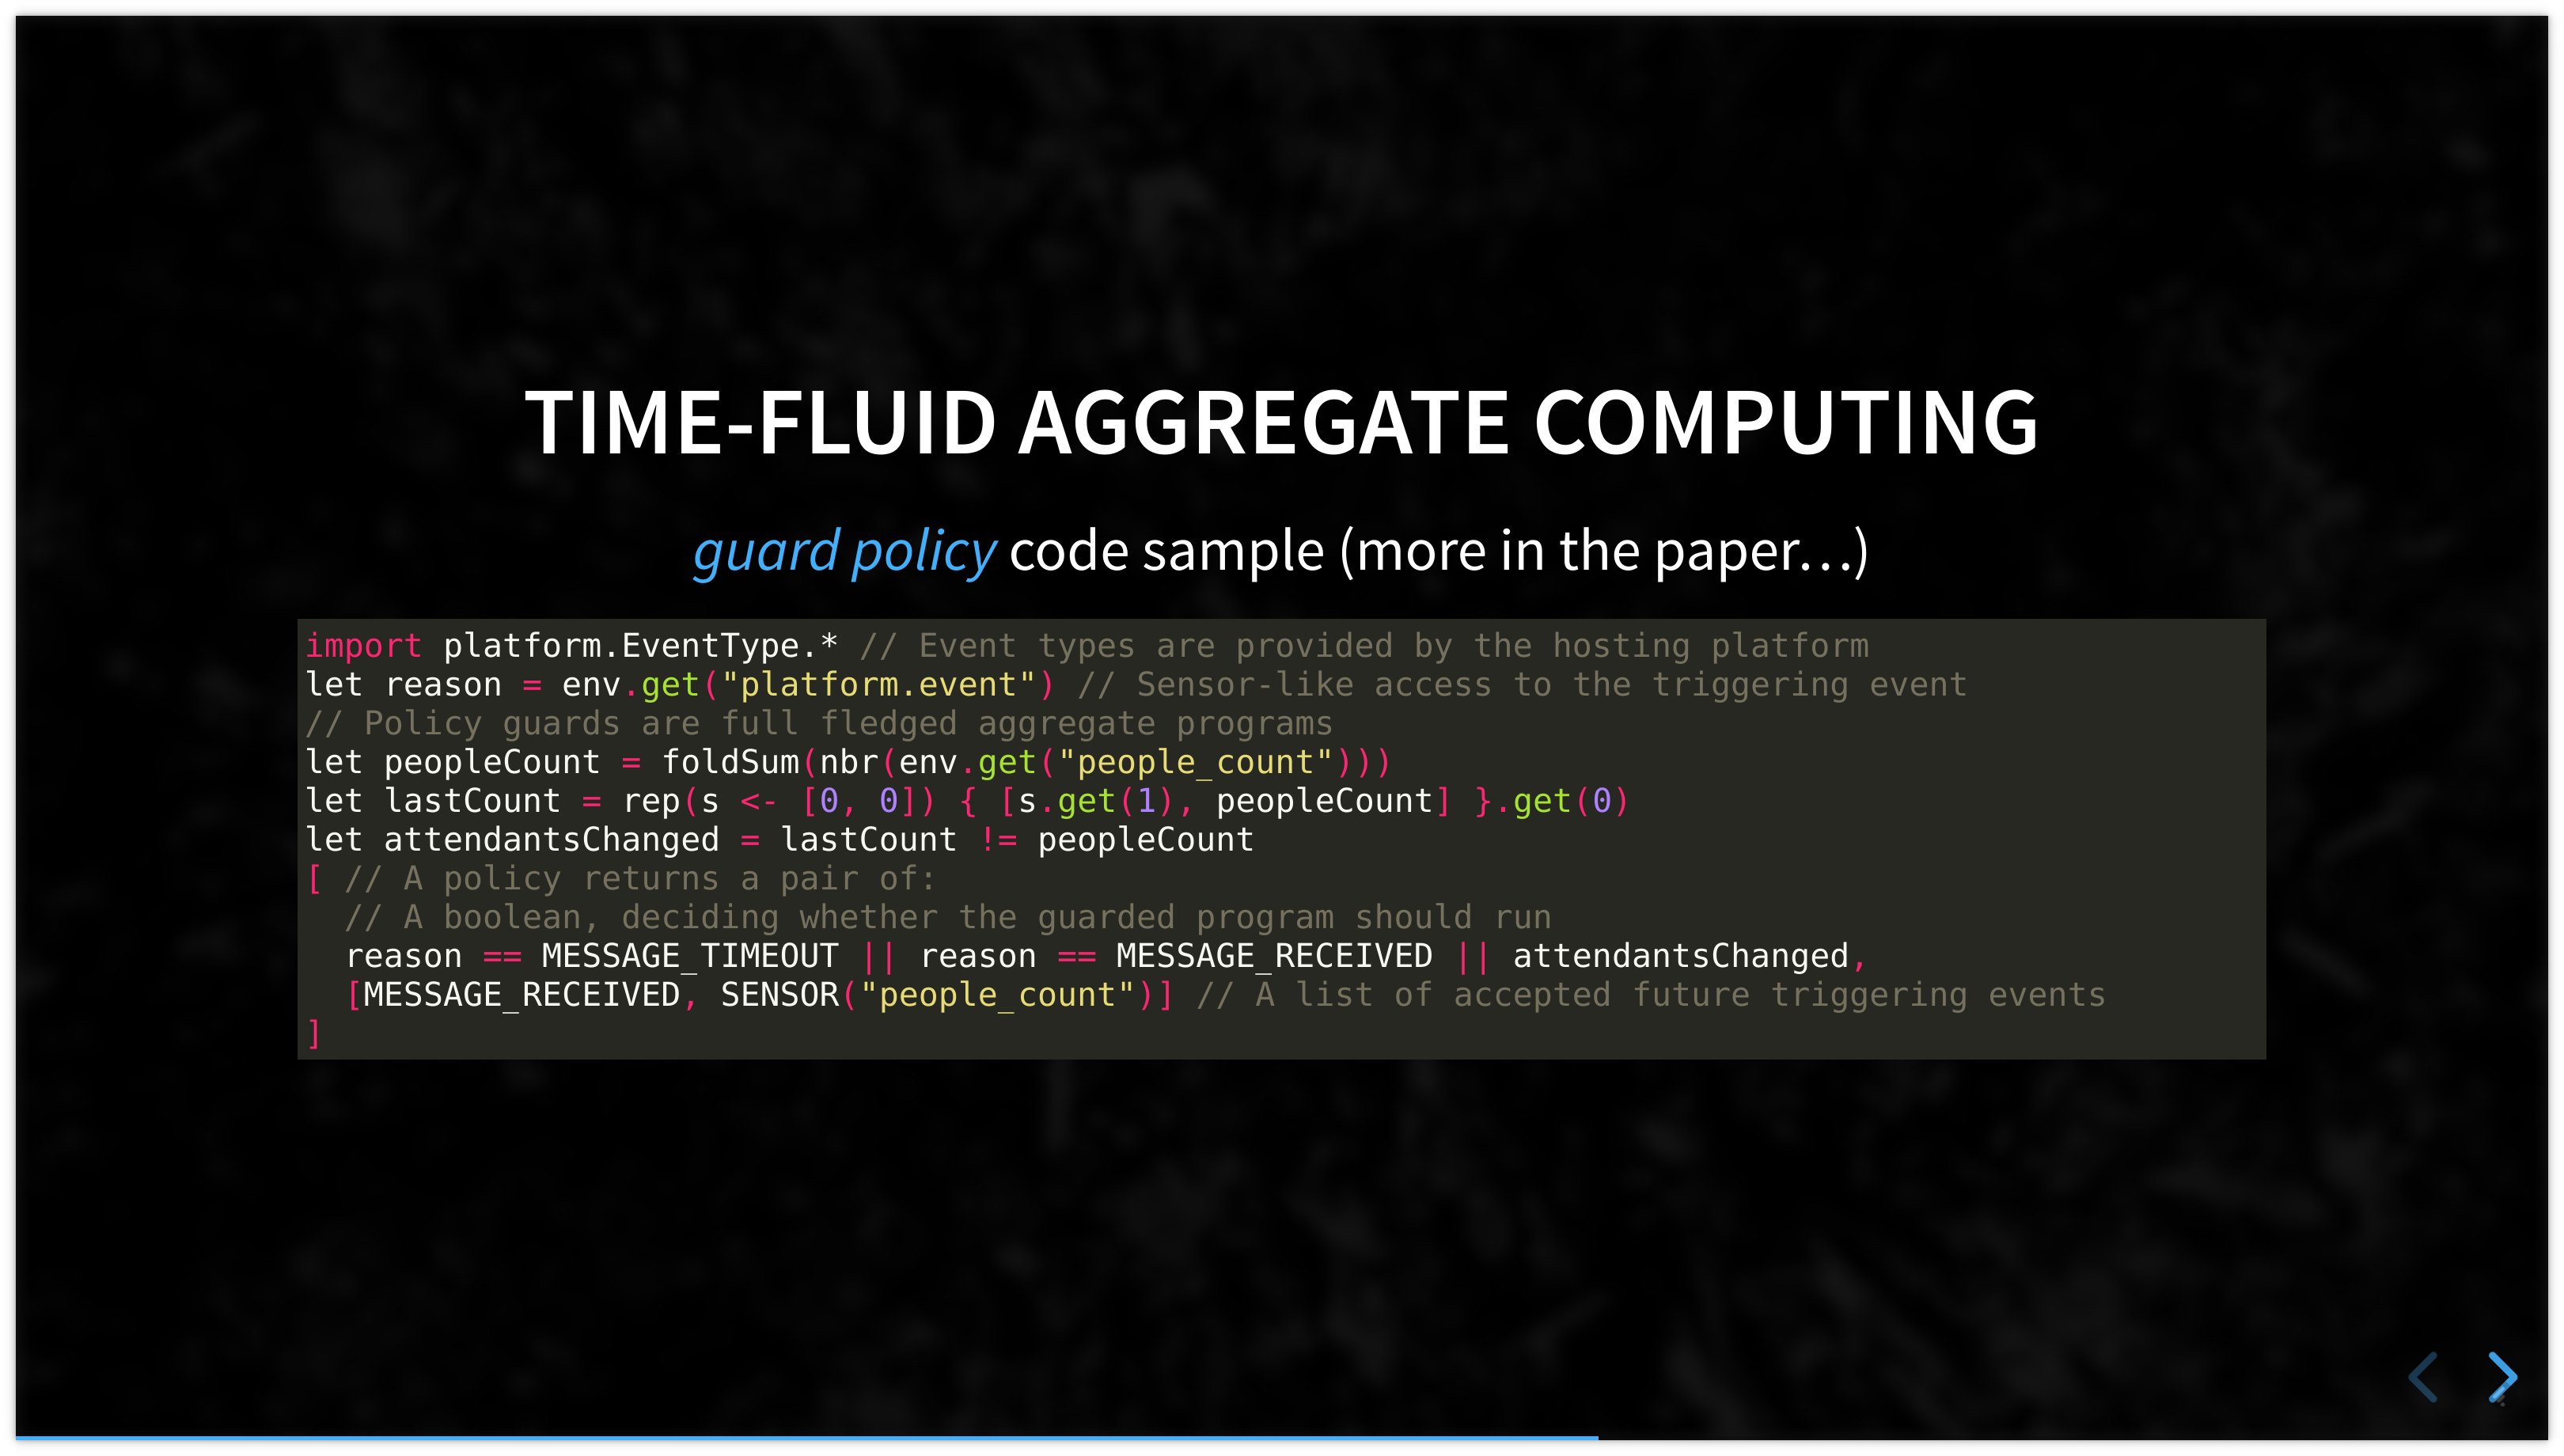 TIME-FLUID AGGREGATE COMPUTING
guard policy code sample (more in the paper…)
import platform.EventType.* // Event types are provided by the hosting platform
let reason = env.get("platform.event") // Sensor-like access to the triggering event
// Policy guards are full fledged aggregate programs
let peopleCount = foldSum(nbr(env.get("people_count")))
let lastCount = rep(s <- [0, 0]) { [s.get(1), peopleCount] }.get(0)
let attendantsChanged = lastCount != peopleCount
[ // A policy returns a pair of:
  // A boolean, deciding whether the guarded program should run
  reason == MESSAGE_TIMEOUT || reason == MESSAGE_RECEIVED || attendantsChanged,
  [MESSAGE_RECEIVED, SENSOR("people_count")] // A list of accepted future triggering events
]